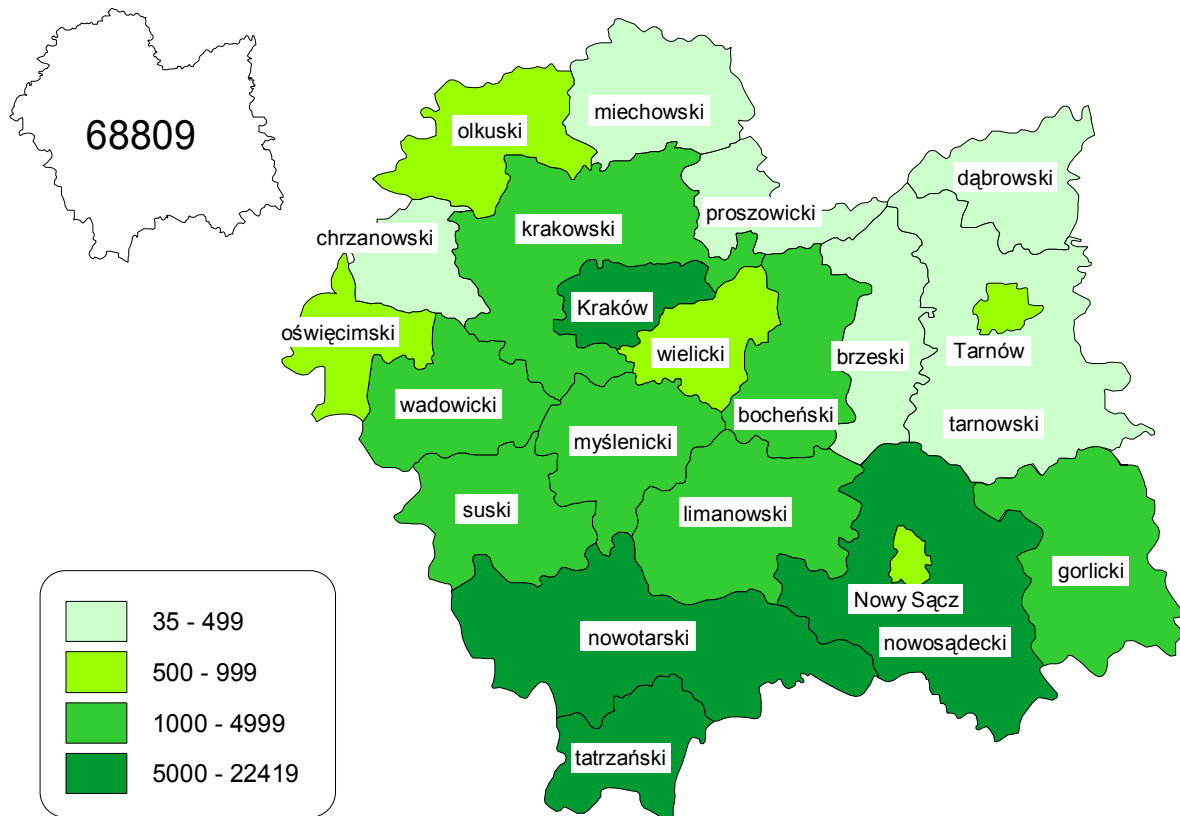 68809
miechowski
olkuski
dąbrowski
proszowicki
krakowski
chrzanowski
Kraków
oświęcimski
wielicki
brzeski
Tarnów
wadowicki
bocheński
tarnowski
myślenicki
suski
limanowski
gorlicki
Nowy Sącz
nowotarski
nowosądecki
tatrzański
35 - 499
500 - 999
1000 - 4999
5000 - 22419